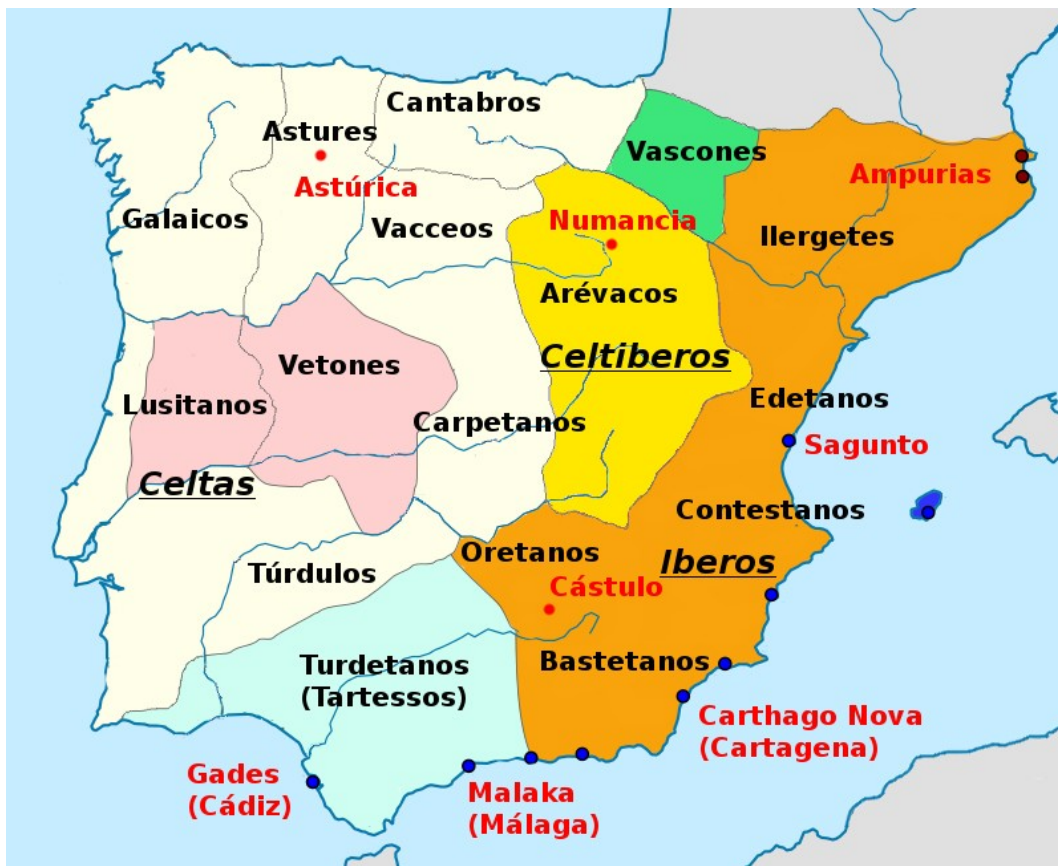 Cantabros
Astures
Vascones
Ampurias
Astúrica
Galaicos
Vacceos
Numancia
Ilergetes
Arévacos
Celtiberos
Vetones
Lusitanos
Carpetanos
Edetanos
Sagunto
Celtas
Contestanos
Oretanos
Iberos
Túrdulos
Cástulo
Turdetanos
(Tartessos)
Bastetanos
Carthago Nova
(Cartagena)
Gades
(Cádiz)
Malaka
(Málaga)